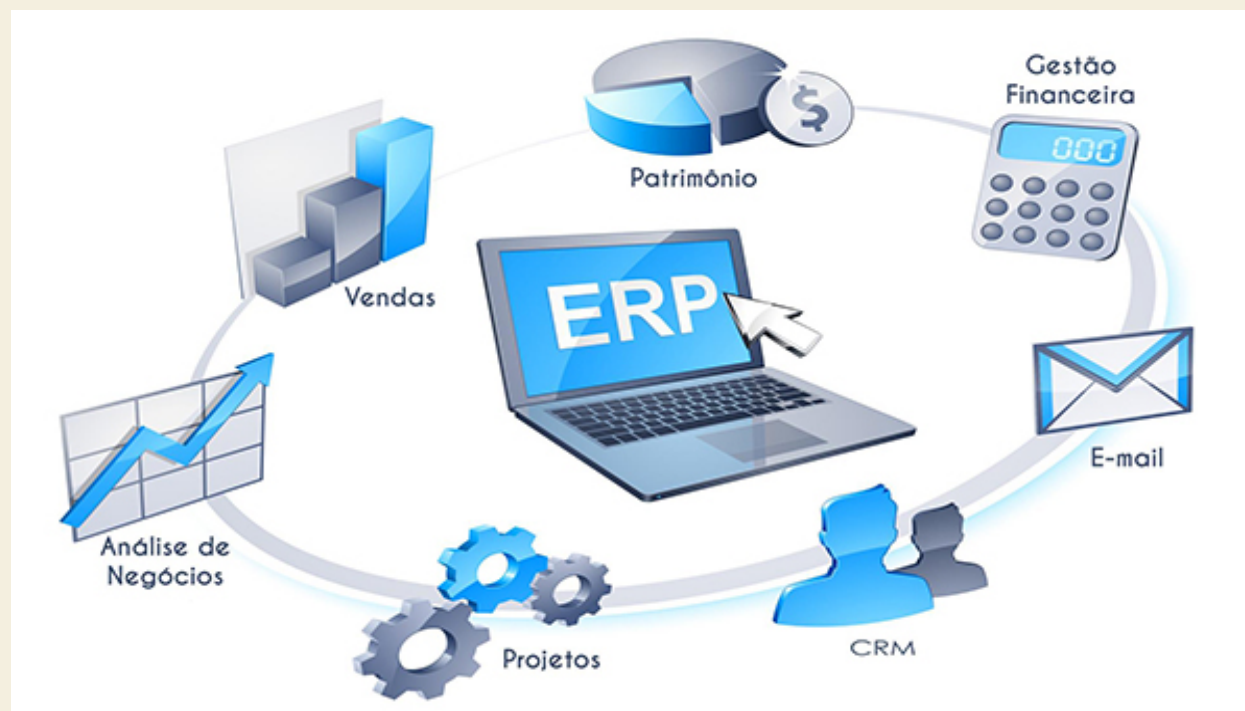 Patrimônio
Gestão
Financeira
000
$
Vendas
ERP
E-mail
Análise de
Negócios
Projetos
CRM